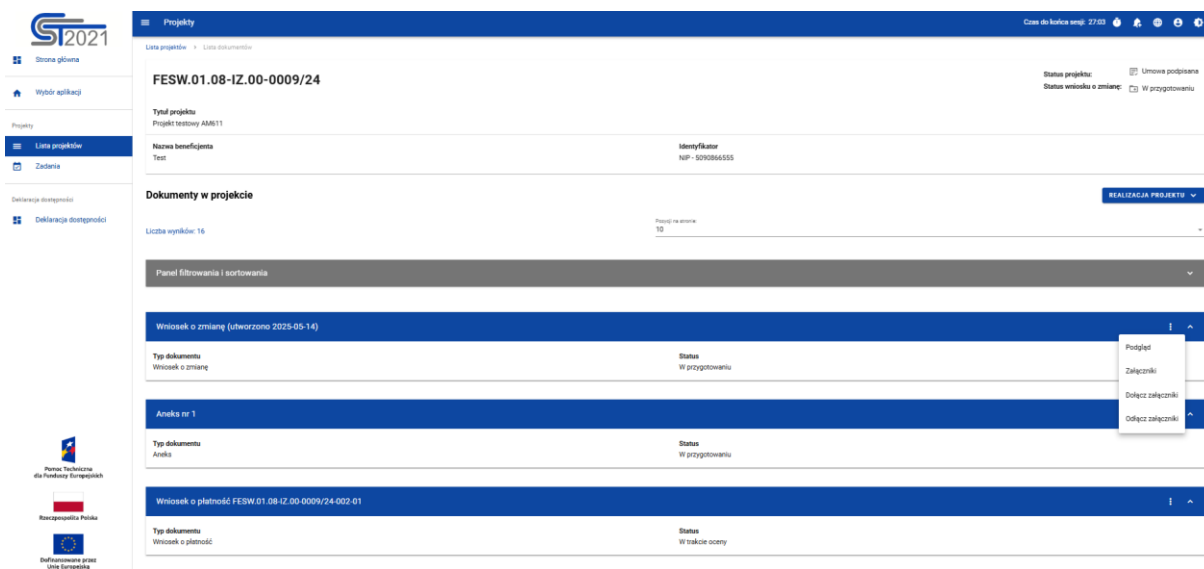 CST2021
Projekty
Czas do końca sesji: 27:03
Strona główna
Wybór aplikacji
Projekty
Lista projektów
Zadania
Deklaracja dostępności
Deklaracja dostępności
Pomoc Techniczna
dla Funduszy Europejskich
Rzeczpospolita Polska
Dofinansowane przez
Unię Europejską
Lista projektów › Lista dokumentów
FESW.01.08-IZ.00-0009/24
Status projektu: Umowa podpisana
Status wniosku o zmianę: W przygotowaniu
Tytuł projektu
Projekt testowy AM611
Nazwa beneficjenta
Test
Identyfikator
NIP - 5090866555
Dokumenty w projekcie
REALIZACJA PROJEKTU
Liczba wyników: 16
Pozycji na stronie:
10
Panel filtrowania i sortowania
Wniosek o zmianę (utworzono 2025-05-14)
Typ dokumentu
Wniosek o zmianę
Status
W przygotowaniu
Podgląd
Załączniki
Dołącz załączniki
Odłącz załączniki
Aneks nr 1
Typ dokumentu
Aneks
Status
W przygotowaniu
Wniosek o płatność FESW.01.08-IZ.00-0009/24-002-01
Typ dokumentu
Wniosek o płatność
Status
W trakcie oceny